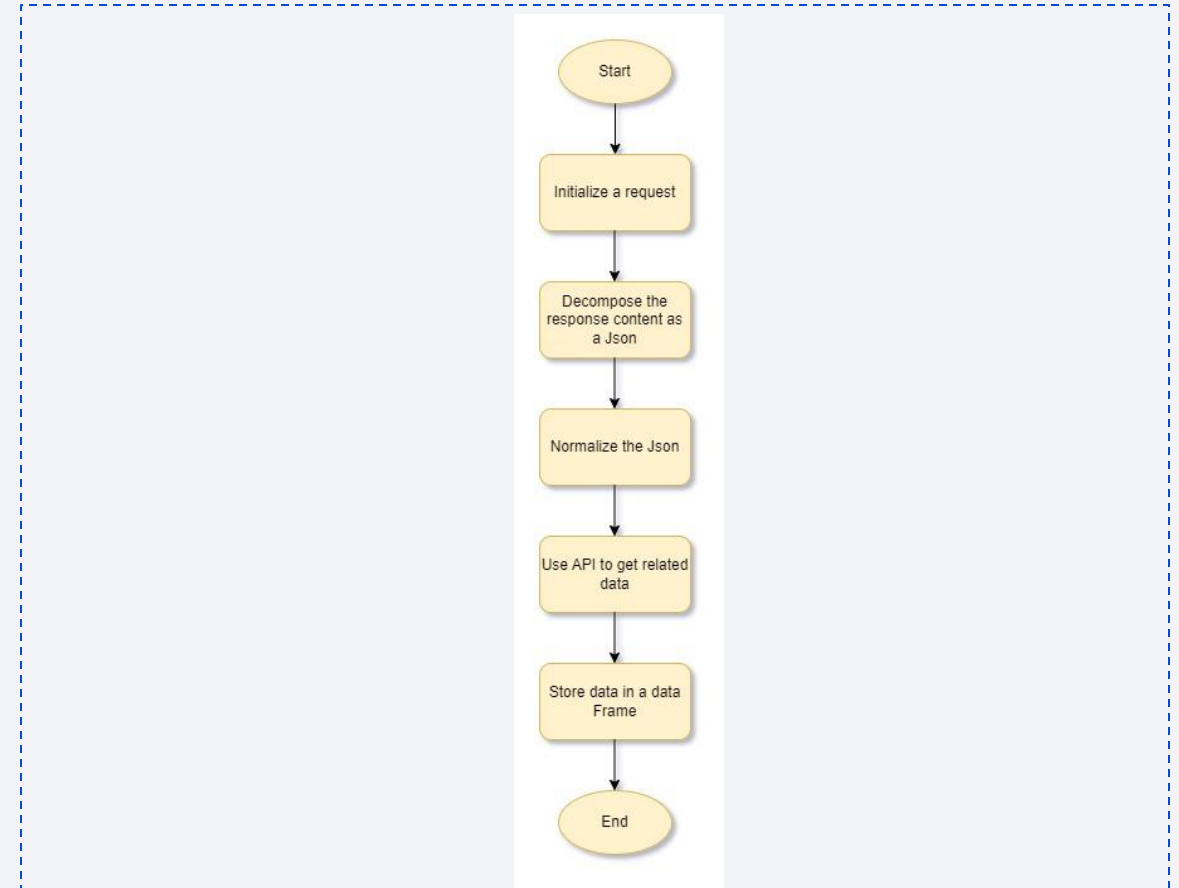 Start
Initialize a request
Decompose the
response content as
a Json
Normalize the Json
Use API to get related
data
Store data in a data
Frame
End